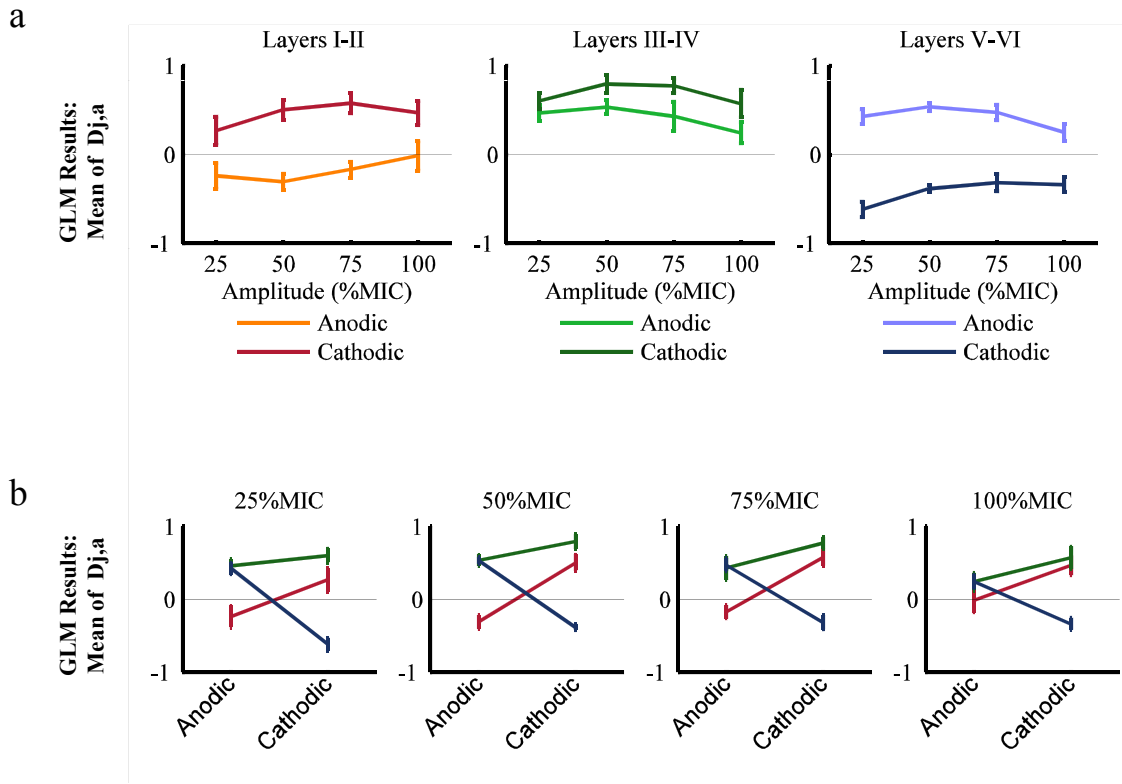 a
Layers I-II
Layers III-IV
Layers V-VI
GLM Results:
Mean of Dj,a
1
0
-1
1
0
-1
1
0
-1
25 50 75 100
25 50 75 100
25 50 75 100
Amplitude (%MIC)
Amplitude (%MIC)
Amplitude (%MIC)
Anodic
Cathodic
Anodic
Cathodic
Anodic
Cathodic
b
25%MIC
50%MIC
75%MIC
100%MIC
GLM Results:
Mean of Dj,a
1
0
-1
1
0
-1
1
0
-1
1
0
-1
Anodic
Cathodic
Anodic
Cathodic
Anodic
Cathodic
Anodic
Cathodic